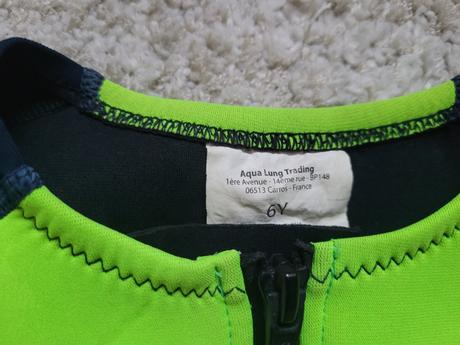 Aqua Lung Trading
1ère Avenue - 14ème rue - BP148
06513 Carros - France
6Y